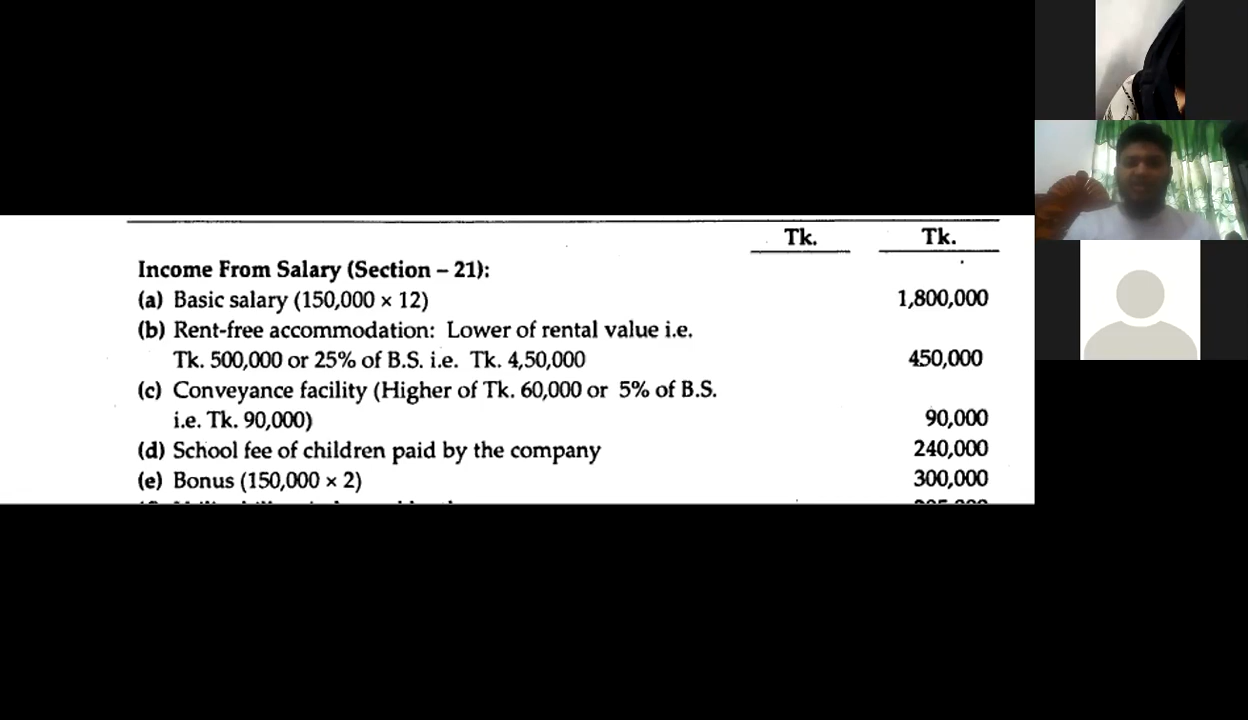 Tk. Tk.
Income From Salary (Section – 21):
(a) Basic salary (150,000 × 12) 1,800,000
(b) Rent-free accommodation: Lower of rental value i.e.
Tk. 500,000 or 25% of B.S. i.e. Tk. 4,50,000 450,000
(c) Conveyance facility (Higher of Tk. 60,000 or 5% of B.S.
i.e. Tk. 90,000) 90,000
(d) School fee of children paid by the company 240,000
(e) Bonus (150,000 × 2) 300,000